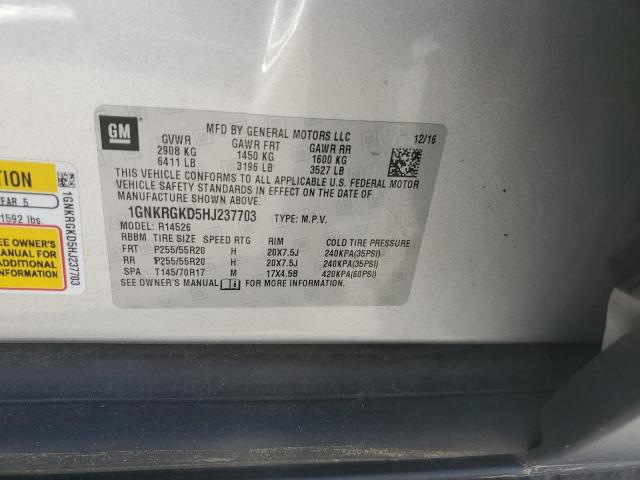 GM
MFD BY GENERAL MOTORS LLC 12/16
GVWR GAWR FRT GAWR RR
2908 KG 1450 KG 1600 KG
6411 LB 3196 LB 3527 LB
THIS VEHICLE CONFORMS TO ALL APPLICABLE U.S. FEDERAL MOTOR
VEHICLE SAFETY STANDARDS IN EFFECT ON THE DATE OF
MANUFACTURE SHOWN ABOVE.
1GNKRGKD5HJ237703 TYPE: M.P.V.
MODEL: R14526
RBBM TIRE SIZE SPEED RTG RIM COLD TIRE PRESSURE
FRT P255/55R20 H 20X7.5J 240KPA(35PSI)
RR P255/55R20 H 20X7.5J 240KPA(35PSI)
SPA T145/70R17 M 17X4.5B 420KPA(60PSI)
SEE OWNER'S MANUAL FOR MORE INFORMATION.
TION
EAR 5
1592 lbs.
SEE OWNER'S
MANUAL FOR
ADDITIONAL
INFORMATION
1GNKRGKD5HJ237703